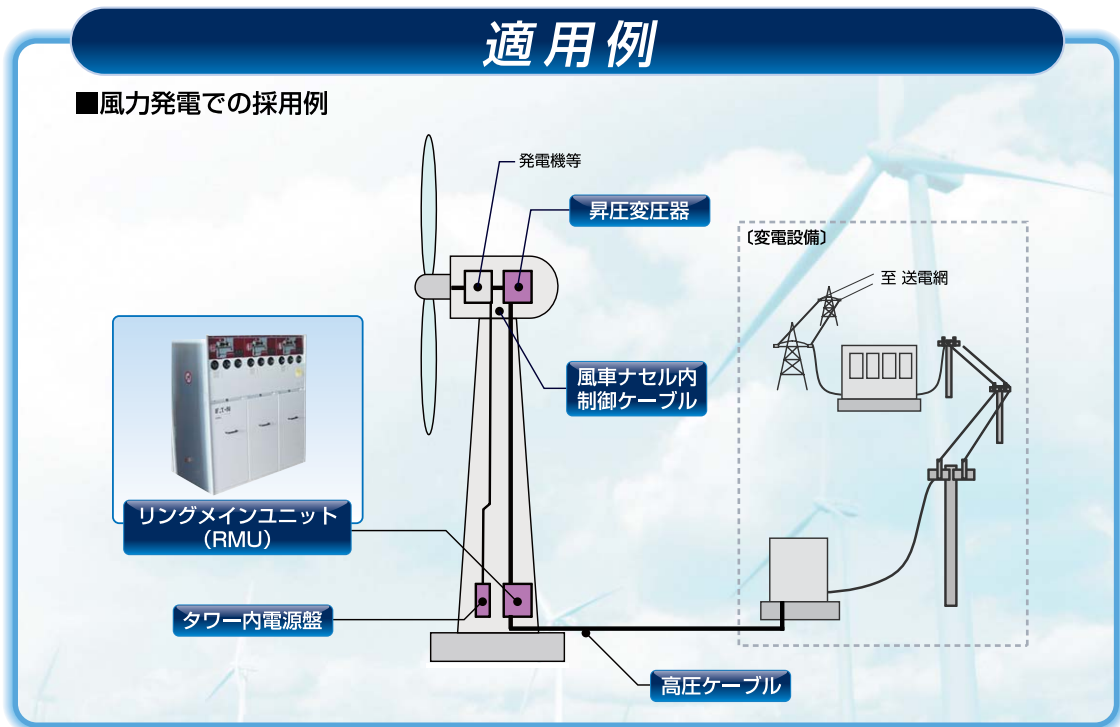 適用例
■風力発電での採用例
発電機等
昇圧変圧器
〔変電設備〕
至 送電網
風車ナセル内
制御ケーブル
E.T.N
リングメインユニット
(RMU)
タワー内電源盤
高圧ケーブル